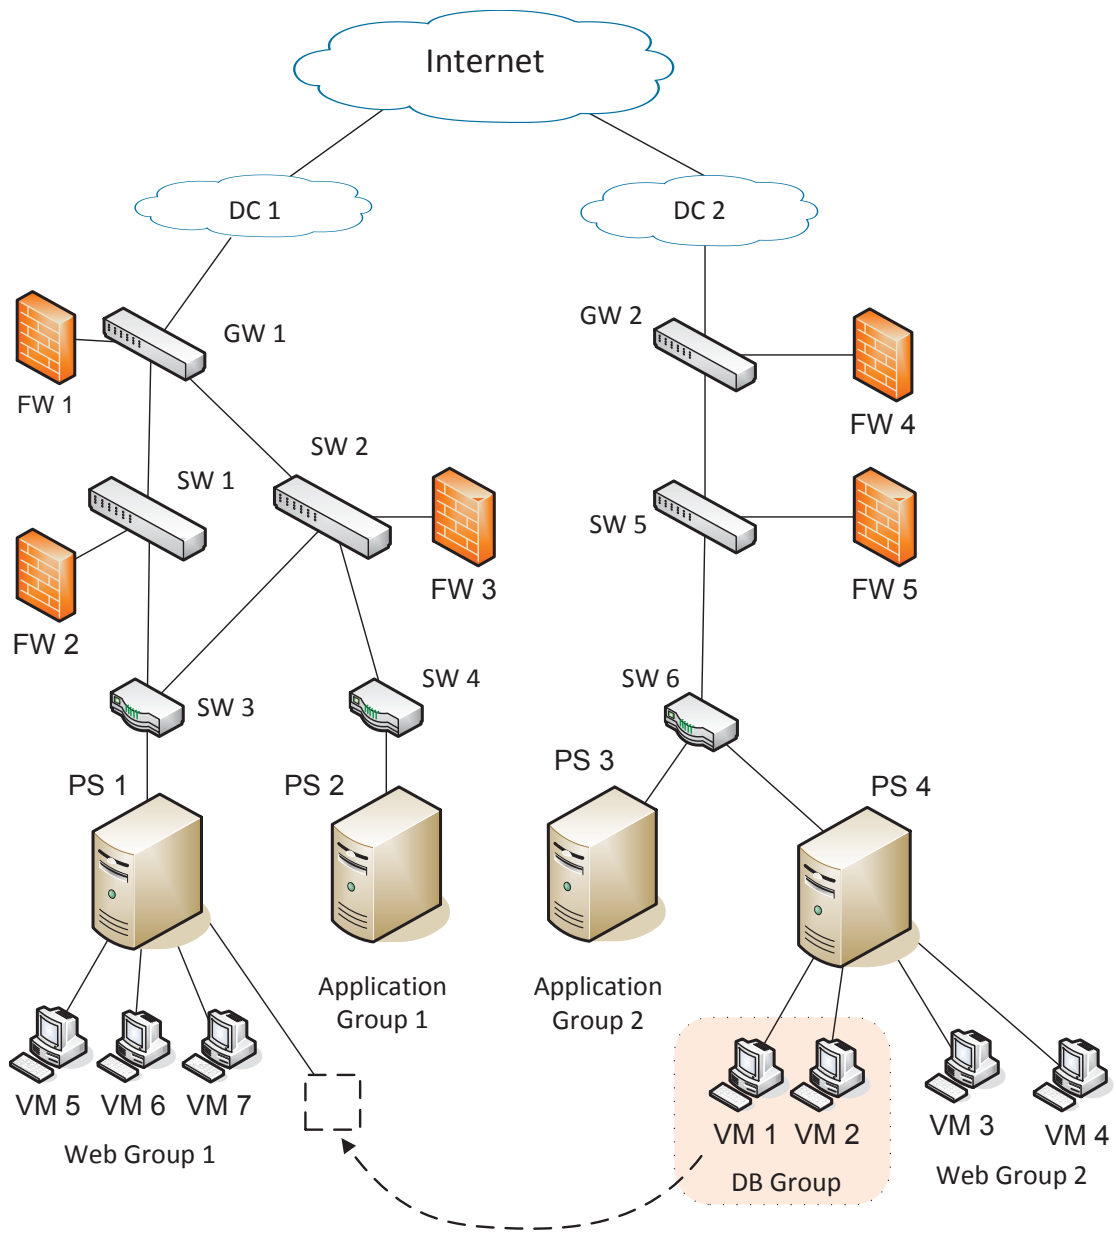 Internet
DC 1
DC 2
GW 1
GW 2
FW 1
FW 4
SW 2
SW 1
SW 5
FW 3
FW 5
FW 2
SW 3
SW 4
SW 6
PS 1
PS 2
PS 3
PS 4
Application
Group 1
Application
Group 2
VM 5
VM 6
VM 7
VM 1
VM 2
VM 3
VM 4
Web Group 1
DB Group
Web Group 2